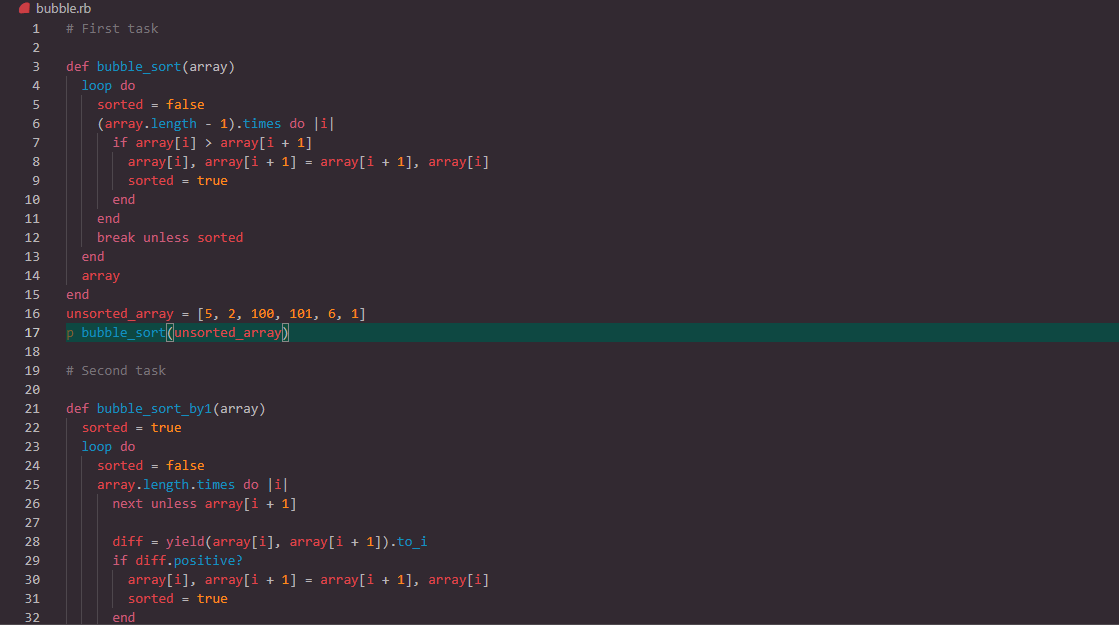 bubble.rb
1 # First task
2
3 def bubble_sort(array)
4 loop do
5 sorted = false
6 (array.length - 1).times do |i|
7 if array[i] > array[i + 1]
8 array[i], array[i + 1] = array[i + 1], array[i]
9 sorted = true
10 end
11 end
12 break unless sorted
13 end
14 array
15 end
16 unsorted_array = [5, 2, 100, 101, 6, 1]
17 p bubble_sort(unsorted_array)
18
19 # Second task
20
21 def bubble_sort_by1(array)
22 sorted = true
23 loop do
24 sorted = false
25 array.length.times do |i|
26 next unless array[i + 1]
27
28 diff = yield(array[i], array[i + 1]).to_i
29 if diff.positive?
30 array[i], array[i + 1] = array[i + 1], array[i]
31 sorted = true
32 end